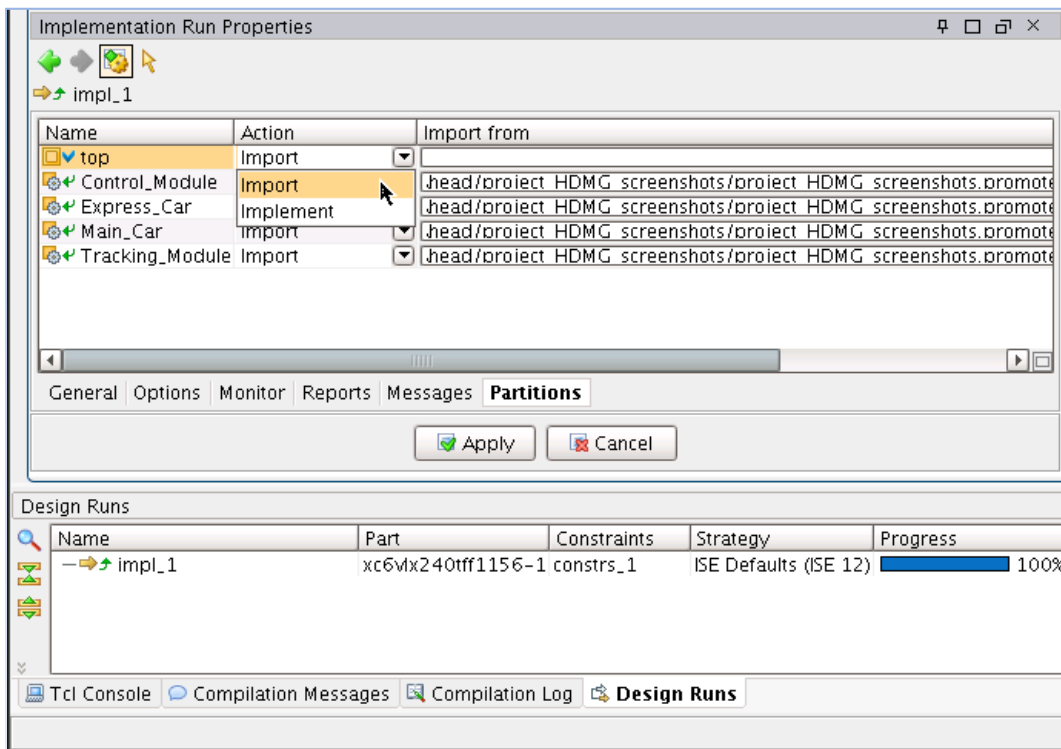 Implementation Run Properties
impl_1
Name Action Import from
top Import
Control_Module Import .head/project_HDMG_screenshots/project_HDMG_screenshots.promote
Express_Car Implement .head/project_HDMG_screenshots/project_HDMG_screenshots.promote
Main_Car Import .head/project_HDMG_screenshots/project_HDMG_screenshots.promote
Tracking_Module Import .head/project_HDMG_screenshots/project_HDMG_screenshots.promote
General Options Monitor Reports Messages Partitions
Apply Cancel
Design Runs
Name Part Constraints Strategy Progress
impl_1 xc6vlx240tff1156-1 constrs_1 ISE Defaults (ISE 12) 100%
Tcl Console Compilation Messages Compilation Log Design Runs